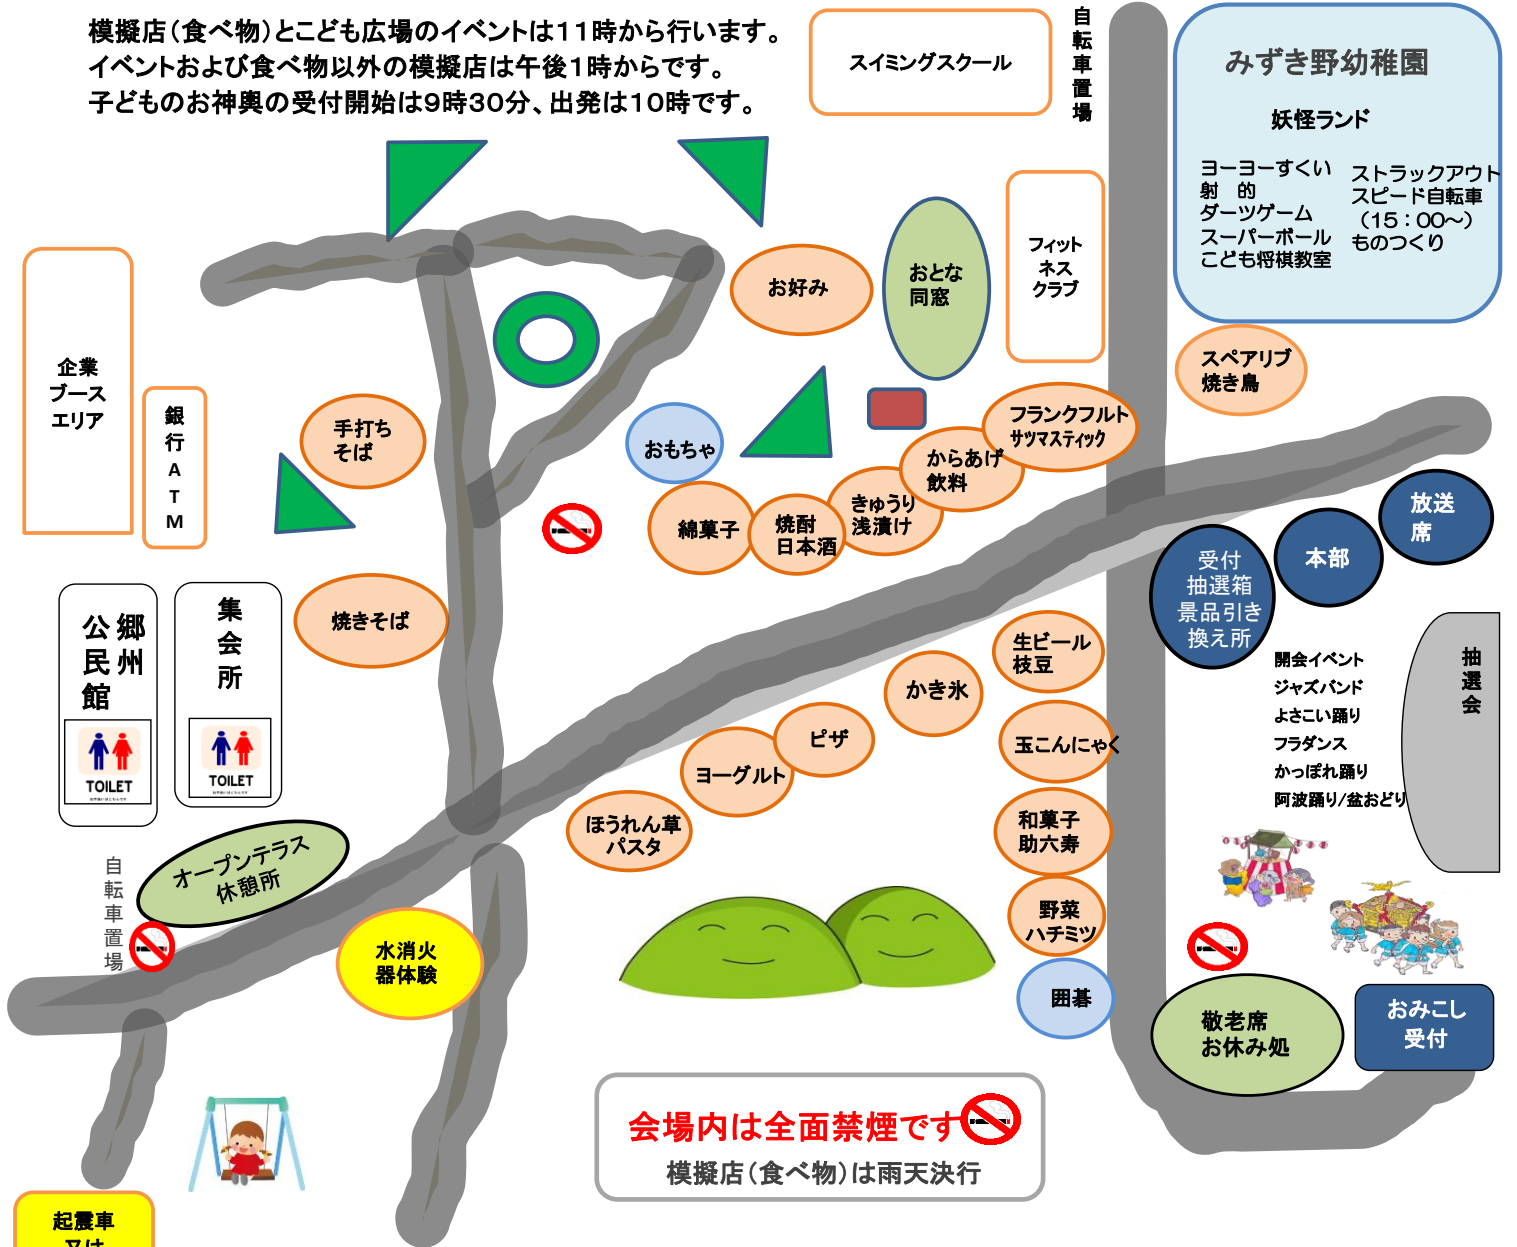 模擬店(食べ物)とこども広場のイベントは11時から行います。
イベントおよび食べ物以外の模擬店は午後1時からです。
子どものお神輿の受付開始は9時30分、出発は10時です。
スイミングスクール
自転車置場
みずき野幼稚園
妖怪ランド
ヨーヨーすくい
射 的
ダーツゲーム
スーパーボール
こども将棋教室
ストラックアウト
スピード自転車
(15:00～)
ものつくり
フィット
ネス
クラブ
おとな
同窓
お好み
スペアリブ
焼き鳥
企業
ブース
エリア
銀行ATM
手打ち
そば
おもちゃ
フランクフルト
サツマスティック
からあげ
飲料
きゅうり
浅漬け
焼酎
日本酒
綿菓子
放送
席
本部
受付
抽選箱
景品引き
換え所
郷州
公民館
TOILET
集会所
TOILET
焼きそば
生ビール
枝豆
かき氷
ピザ
ヨーグルト
玉こんにゃく
ほうれん草
パスタ
和菓子
助六寿
野菜
ハチミツ
囲碁
開会イベント
ジャズバンド
よさこい踊り
フラダンス
かっぽれ踊り
阿波踊り/盆おどり
抽選会
オープンテラス
休憩所
自転車置場
水消火
器体験
敬老席
お休み処
おみこし
受付
会場内は全面禁煙です
模擬店(食べ物)は雨天決行
起震車
又は